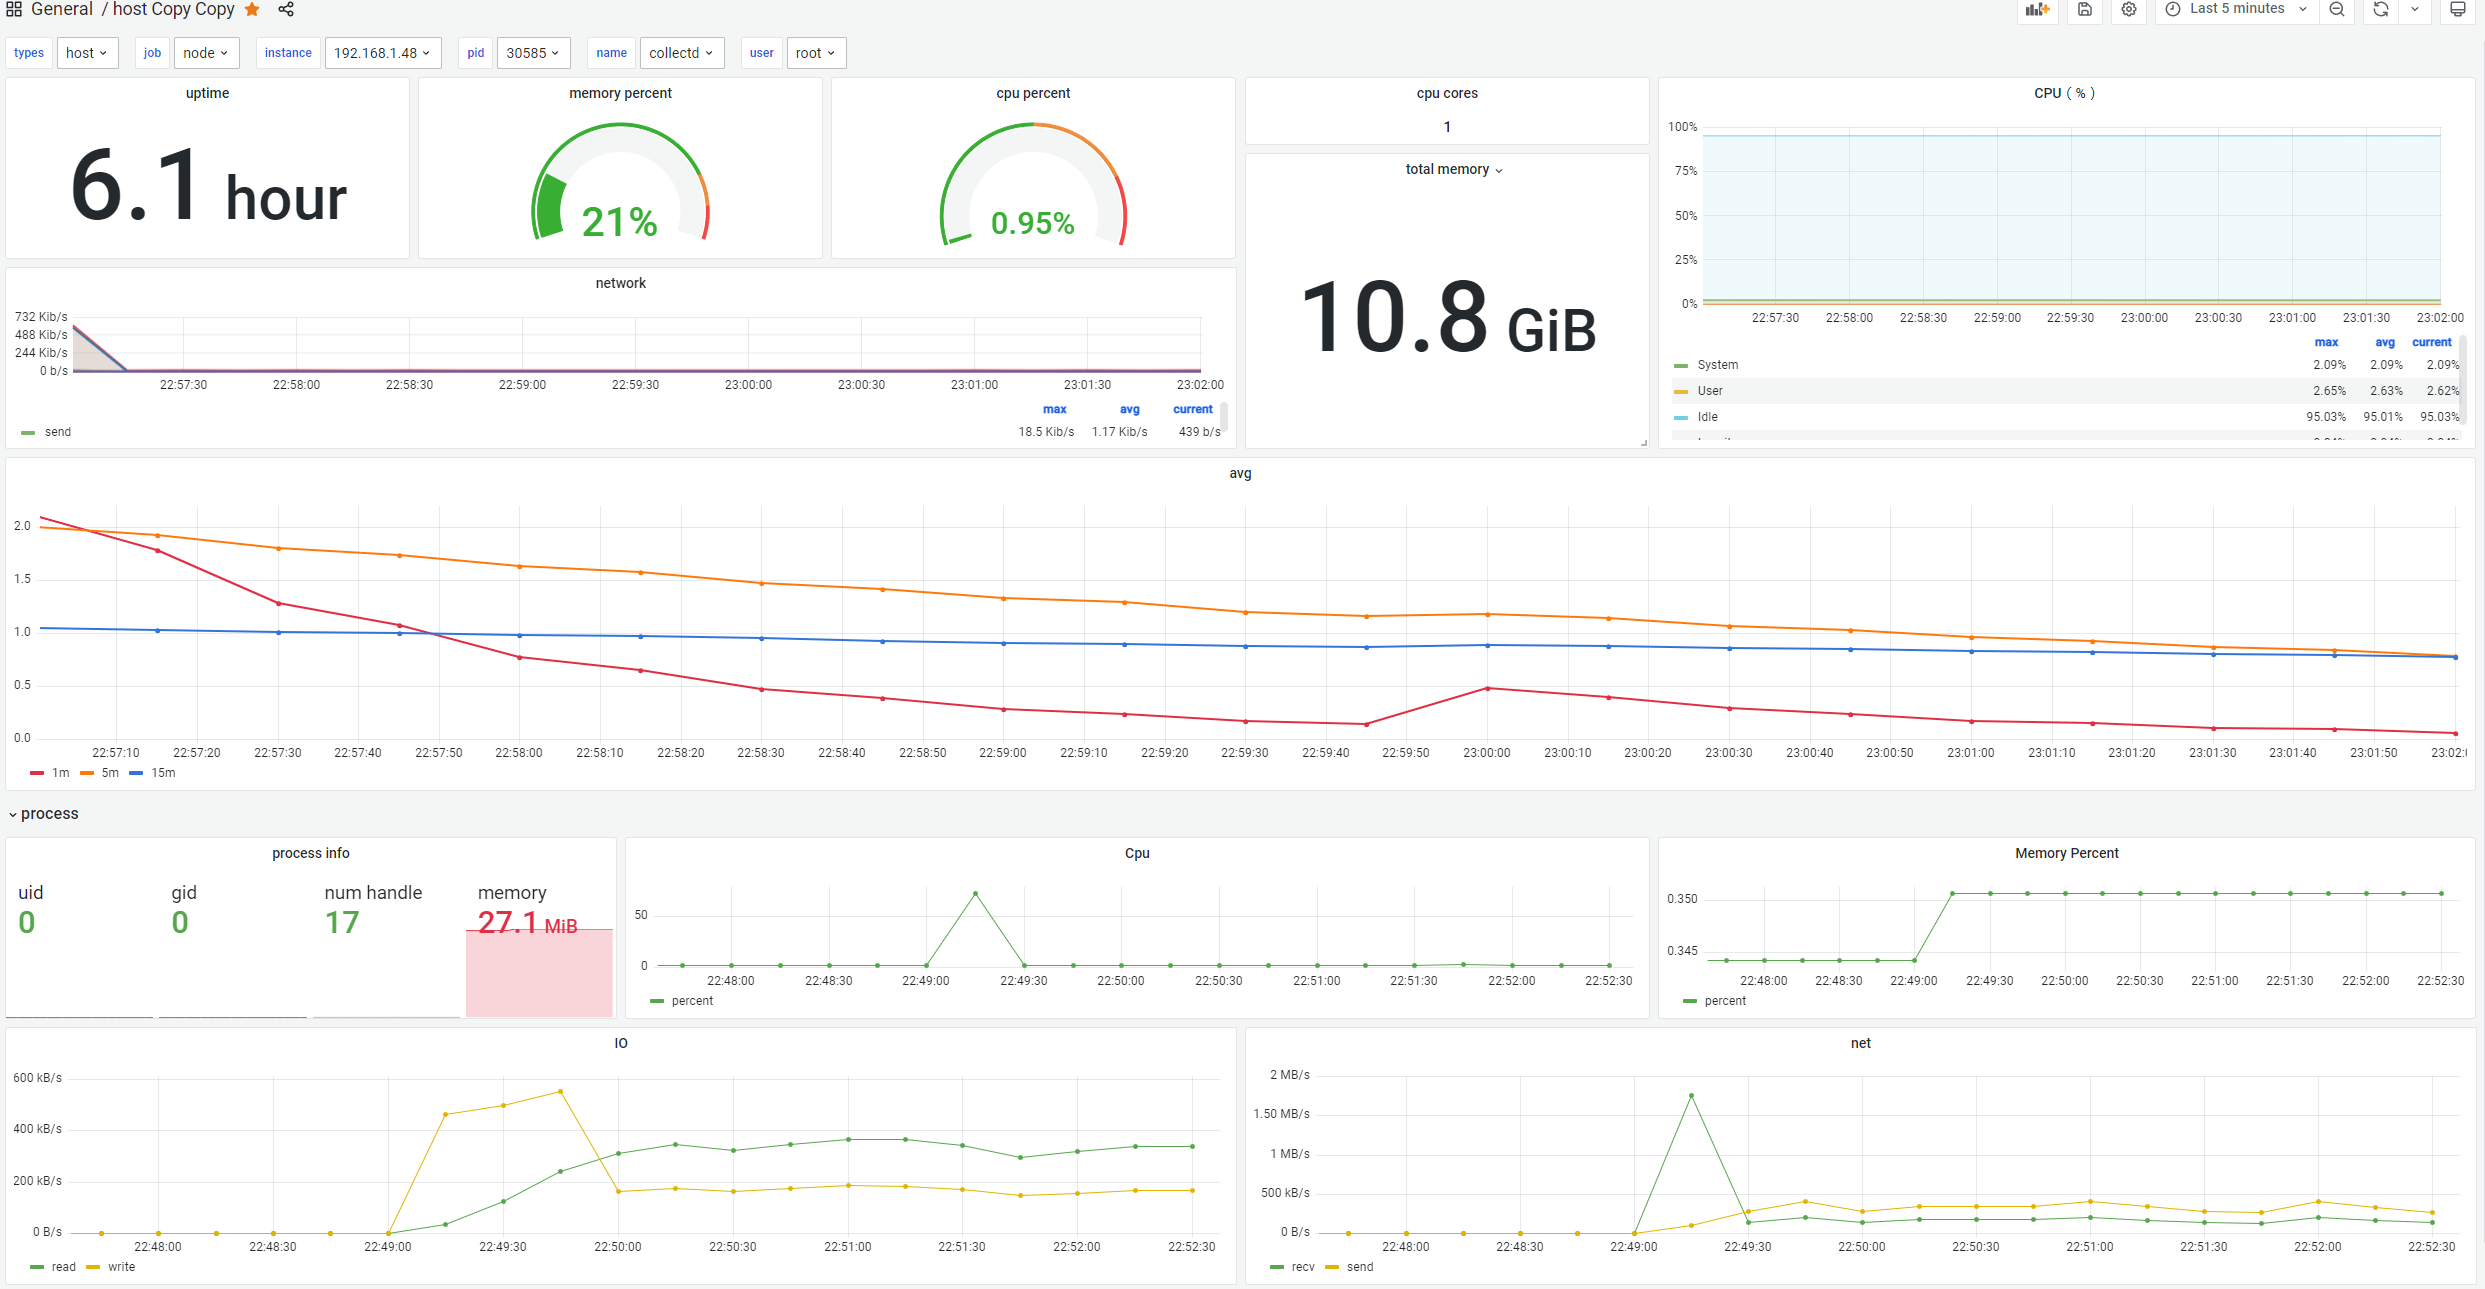 General / host Copy Copy
Last 5 minutes
types host job node instance 192.168.1.48 pid 30585 name collectd user root
uptime
6.1 hour
memory percent
21%
cpu percent
0.95%
cpu cores
1
total memory
10.8 GiB
CPU ( % )
100%
75%
50%
25%
0%
22:57:30 22:58:00 22:58:30 22:59:00 22:59:30 23:00:00 23:00:30 23:01:00 23:01:30 23:02:00
max avg current
System 2.09% 2.09% 2.09%
User 2.65% 2.63% 2.62%
Idle 95.03% 95.01% 95.03%
network
732 Kib/s
488 Kib/s
244 Kib/s
0 b/s
22:57:30 22:58:00 22:58:30 22:59:00 22:59:30 23:00:00 23:00:30 23:01:00 23:01:30 23:02:00
max avg current
send 18.5 Kib/s 1.17 Kib/s 439 b/s
avg
2.0
1.5
1.0
0.5
0.0
22:57:10 22:57:20 22:57:30 22:57:40 22:57:50 22:58:00 22:58:10 22:58:20 22:58:30 22:58:40 22:58:50 22:59:00 22:59:10 22:59:20 22:59:30 22:59:40 22:59:50 23:00:00 23:00:10 23:00:20 23:00:30 23:00:40 23:00:50 23:01:00 23:01:10 23:01:20 23:01:30 23:01:40 23:01:50 23:02:
1m 5m 15m
process
process info
uid gid num handle memory
0 0 17 27.1 MiB
Cpu
50
0
22:48:00 22:48:30 22:49:00 22:49:30 22:50:00 22:50:30 22:51:00 22:51:30 22:52:00 22:52:30
percent
Memory Percent
0.350
0.345
22:48:00 22:48:30 22:49:00 22:49:30 22:50:00 22:50:30 22:51:00 22:51:30 22:52:00 22:52:30
percent
IO
600 kB/s
400 kB/s
200 kB/s
0 B/s
22:48:00 22:48:30 22:49:00 22:49:30 22:50:00 22:50:30 22:51:00 22:51:30 22:52:00 22:52:30
read write
net
2 MB/s
1.50 MB/s
1 MB/s
500 kB/s
0 B/s
22:48:00 22:48:30 22:49:00 22:49:30 22:50:00 22:50:30 22:51:00 22:51:30 22:52:00 22:52:30
recv send